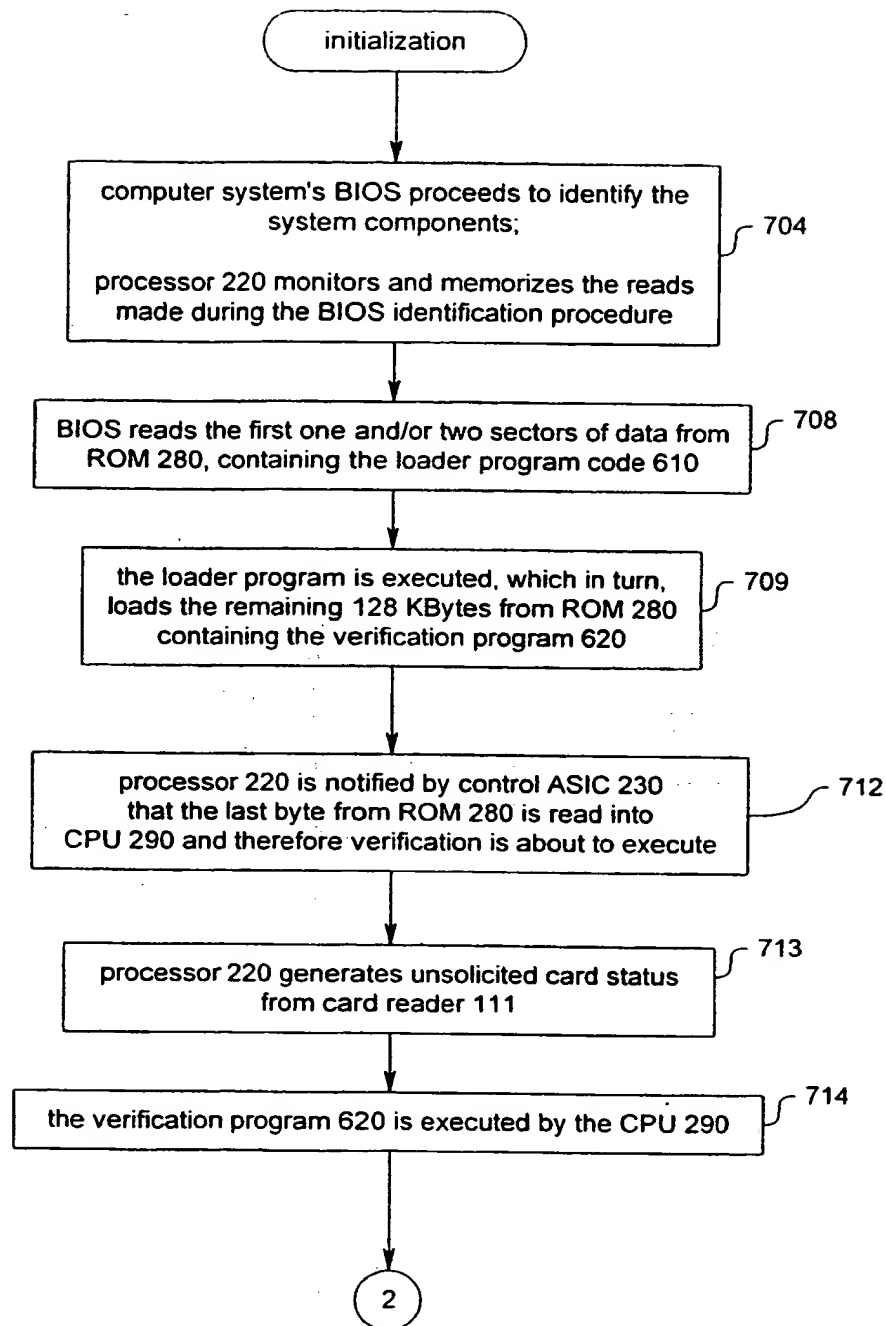 initialization
computer system's BIOS proceeds to identify the
system components;
processor 220 monitors and memorizes the reads
made during the BIOS identification procedure
704
BIOS reads the first one and/or two sectors of data from
ROM 280, containing the loader program code 610
708
the loader program is executed, which in turn,
loads the remaining 128 KBytes from ROM 280
containing the verification program 620
709
processor 220 is notified by control ASIC 230
that the last byte from ROM 280 is read into
CPU 290 and therefore verification is about to execute
712
processor 220 generates unsolicited card status
from card reader 111
713
the verification program 620 is executed by the CPU 290
714
2